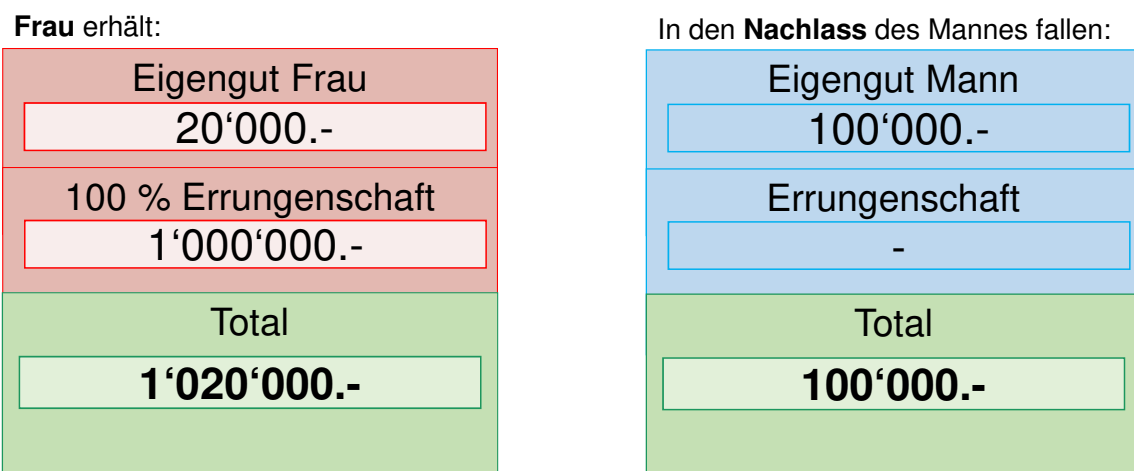 Frau erhält:
Eigengut Frau
20‘000.-
100 % Errungenschaft
1‘000‘000.-
Total
1‘020‘000.-
In den Nachlass des Mannes fallen:
Eigengut Mann
100‘000.-
Errungenschaft
-
Total
100‘000.-